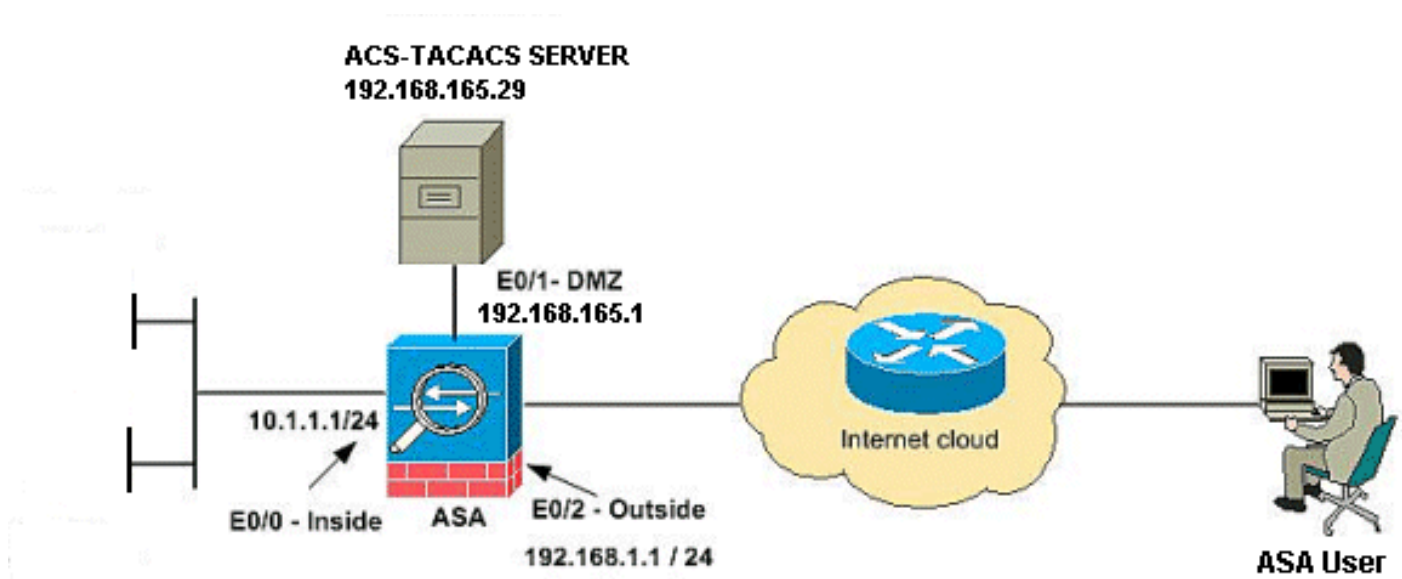 ACS-TACACS SERVER
192.168.165.29
E0/1- DMZ
192.168.165.1
10.1.1.1/24
Internet cloud
E0/0 - Inside
ASA
E0/2 - Outside
192.168.1.1 / 24
ASA User